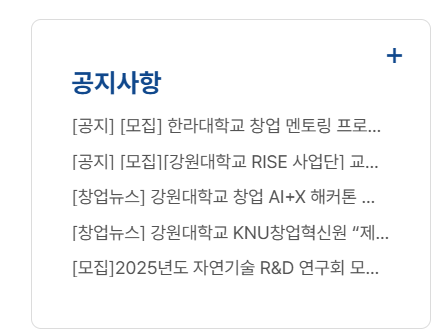 +
공지사항
[공지] [모집] 한라대학교 창업 멘토링 프로...
[공지] [모집][강원대학교 RISE 사업단] 교...
[창업뉴스] 강원대학교 창업 AI+X 해커톤 ...
[창업뉴스] 강원대학교 KNU창업혁신원 “제...
[모집]2025년도 자연기술 R&D 연구회 모...